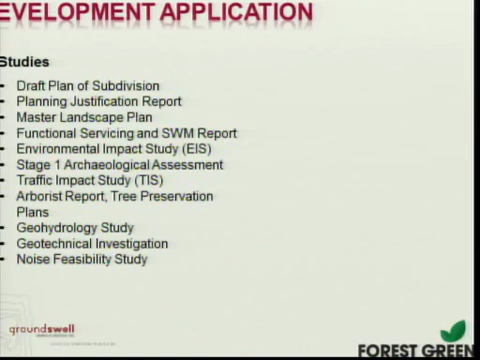 EVELOPMENT APPLICATION
Studies
Draft Plan of Subdivision
Planning Justification Report
Master Landscape Plan
Functional Servicing and SWM Report
Environmental Impact Study (EIS)
Stage 1 Archaeological Assessment
Traffic Impact Study (TIS)
Arborist Report, Tree Preservation
Plans
Geohydrology Study
Geotechnical Investigation
Noise Feasibility Study
groundswell
FOREST GREEN